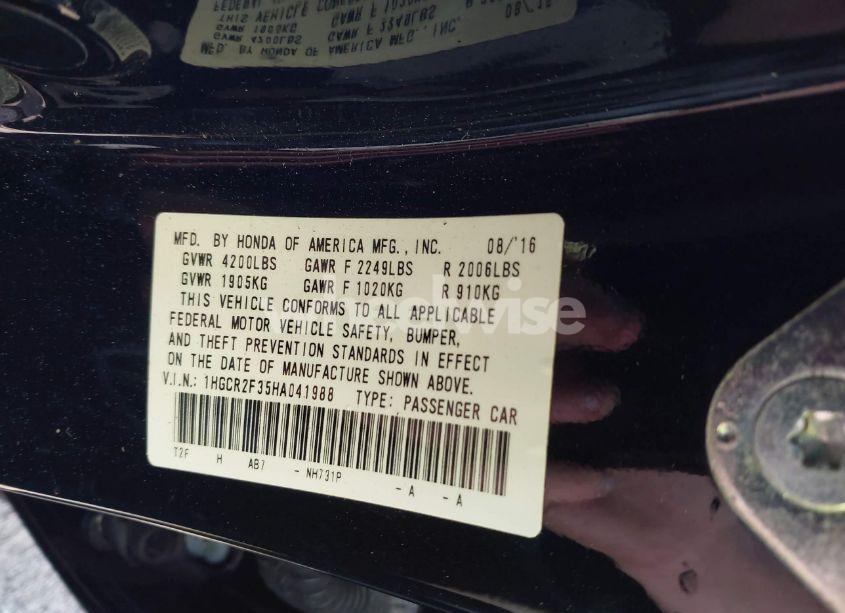 MFD. BY HONDA OF AMERICA MFG., INC. 08/'16
GVWR 4200LBS GAWR F 2249LBS R 2006LBS
GVWR 1905KG GAWR F 1020KG R 910KG
THIS VEHICLE CONFORMS TO ALL APPLICABLE
FEDERAL MOTOR VEHICLE SAFETY, BUMPER,
AND THEFT PREVENTION STANDARDS IN EFFECT
ON THE DATE OF MANUFACTURE SHOWN ABOVE.
V.I.N.: 1HGCR2F35HA041988 TYPE: PASSENGER CAR
T2F H AB7 - NH731P - A - A